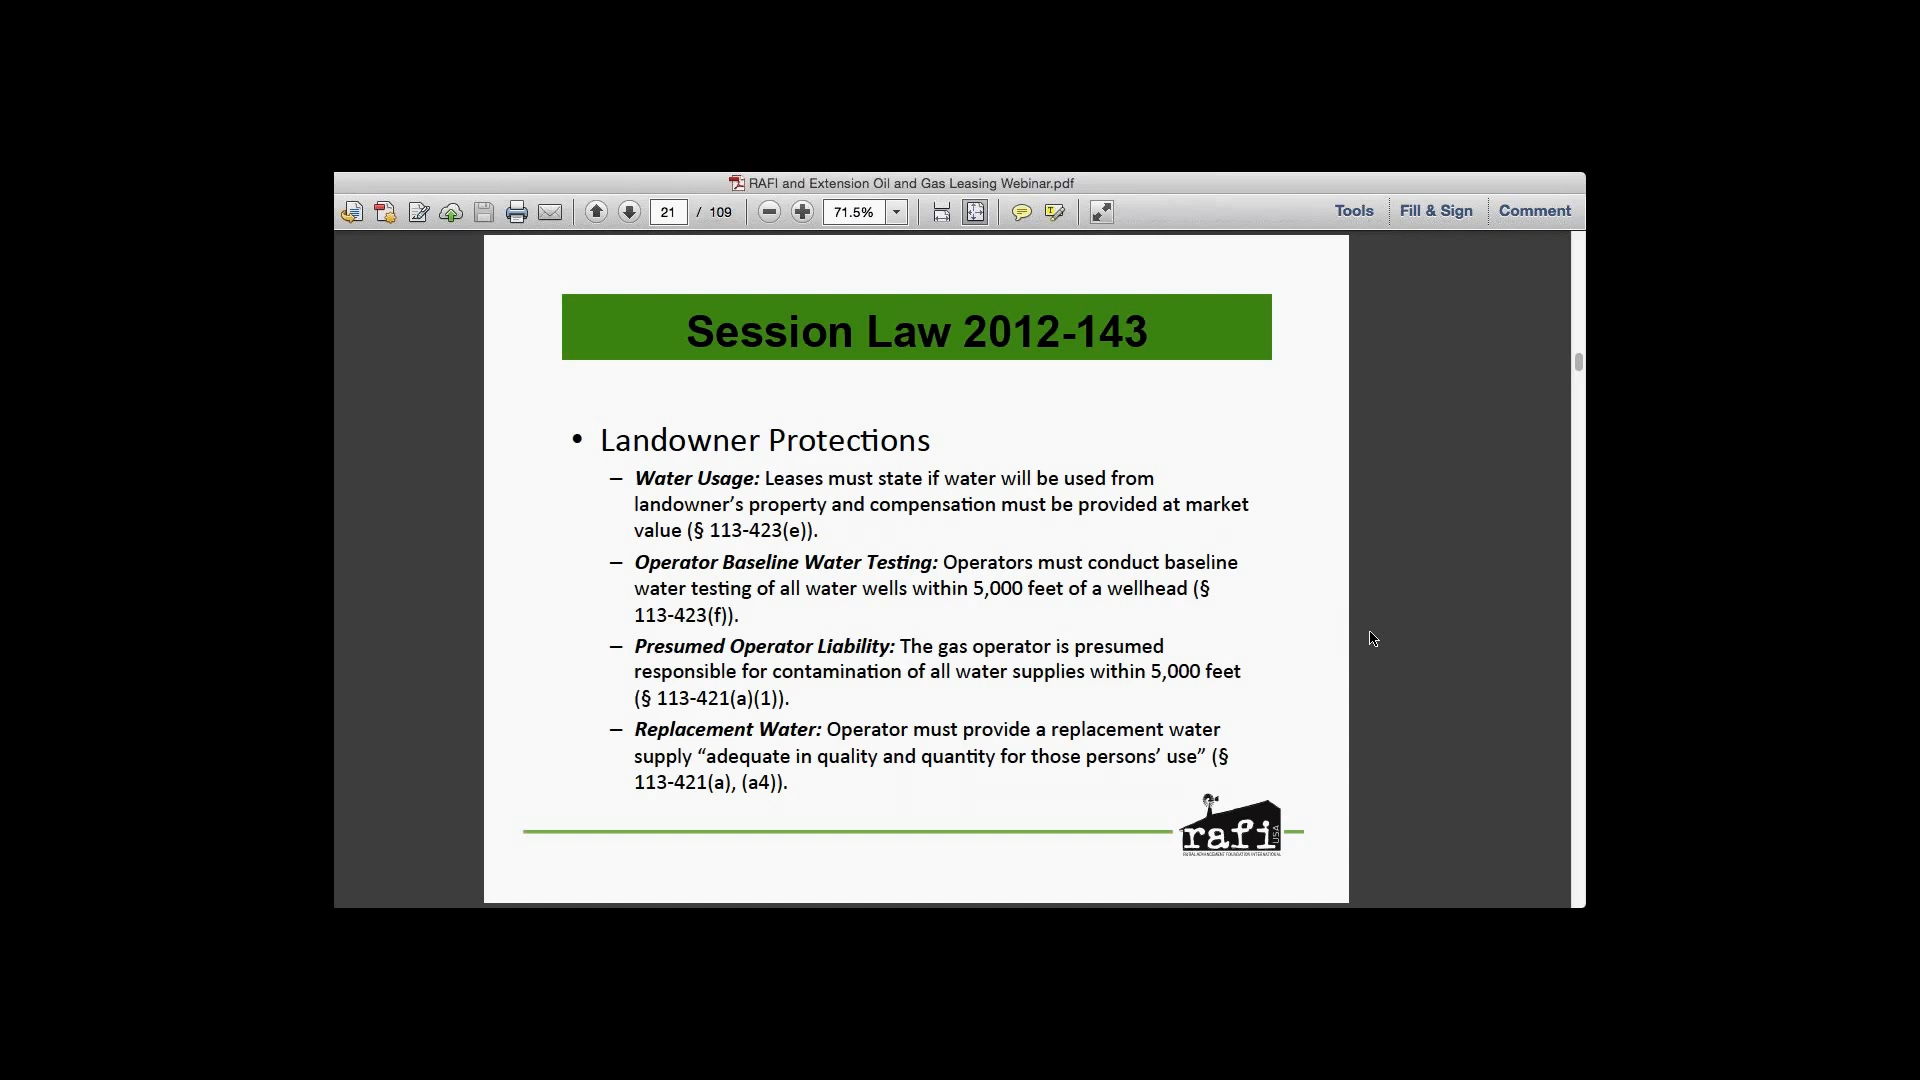 RAFI and Extension Oil and Gas Leasing Webinar.pdf
21 / 109 71.5% Tools Fill & Sign Comment
Session Law 2012-143
• Landowner Protections
– Water Usage: Leases must state if water will be used from
landowner’s property and compensation must be provided at market
value (§ 113-423(e)).
– Operator Baseline Water Testing: Operators must conduct baseline
water testing of all water wells within 5,000 feet of a wellhead (§
113-423(f)).
– Presumed Operator Liability: The gas operator is presumed
responsible for contamination of all water supplies within 5,000 feet
(§ 113-421(a)(1)).
– Replacement Water: Operator must provide a replacement water
supply “adequate in quality and quantity for those persons’ use” (§
113-421(a), (a4)).
rafi USA
RURAL ADVANCEMENT FOUNDATION INTERNATIONAL